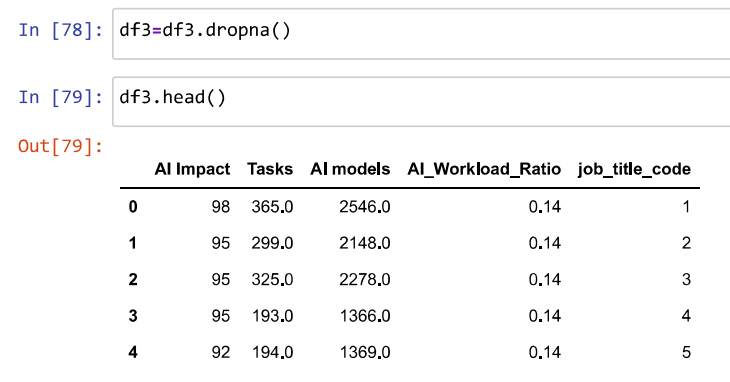 In [78]: df3=df3.dropna()
In [79]: df3.head()
Out[79]:
AI Impact Tasks AI models AI_Workload_Ratio job_title_code
0 98 365.0 2546.0 0.14 1
1 95 299.0 2148.0 0.14 2
2 95 325.0 2278.0 0.14 3
3 95 193.0 1366.0 0.14 4
4 92 194.0 1369.0 0.14 5